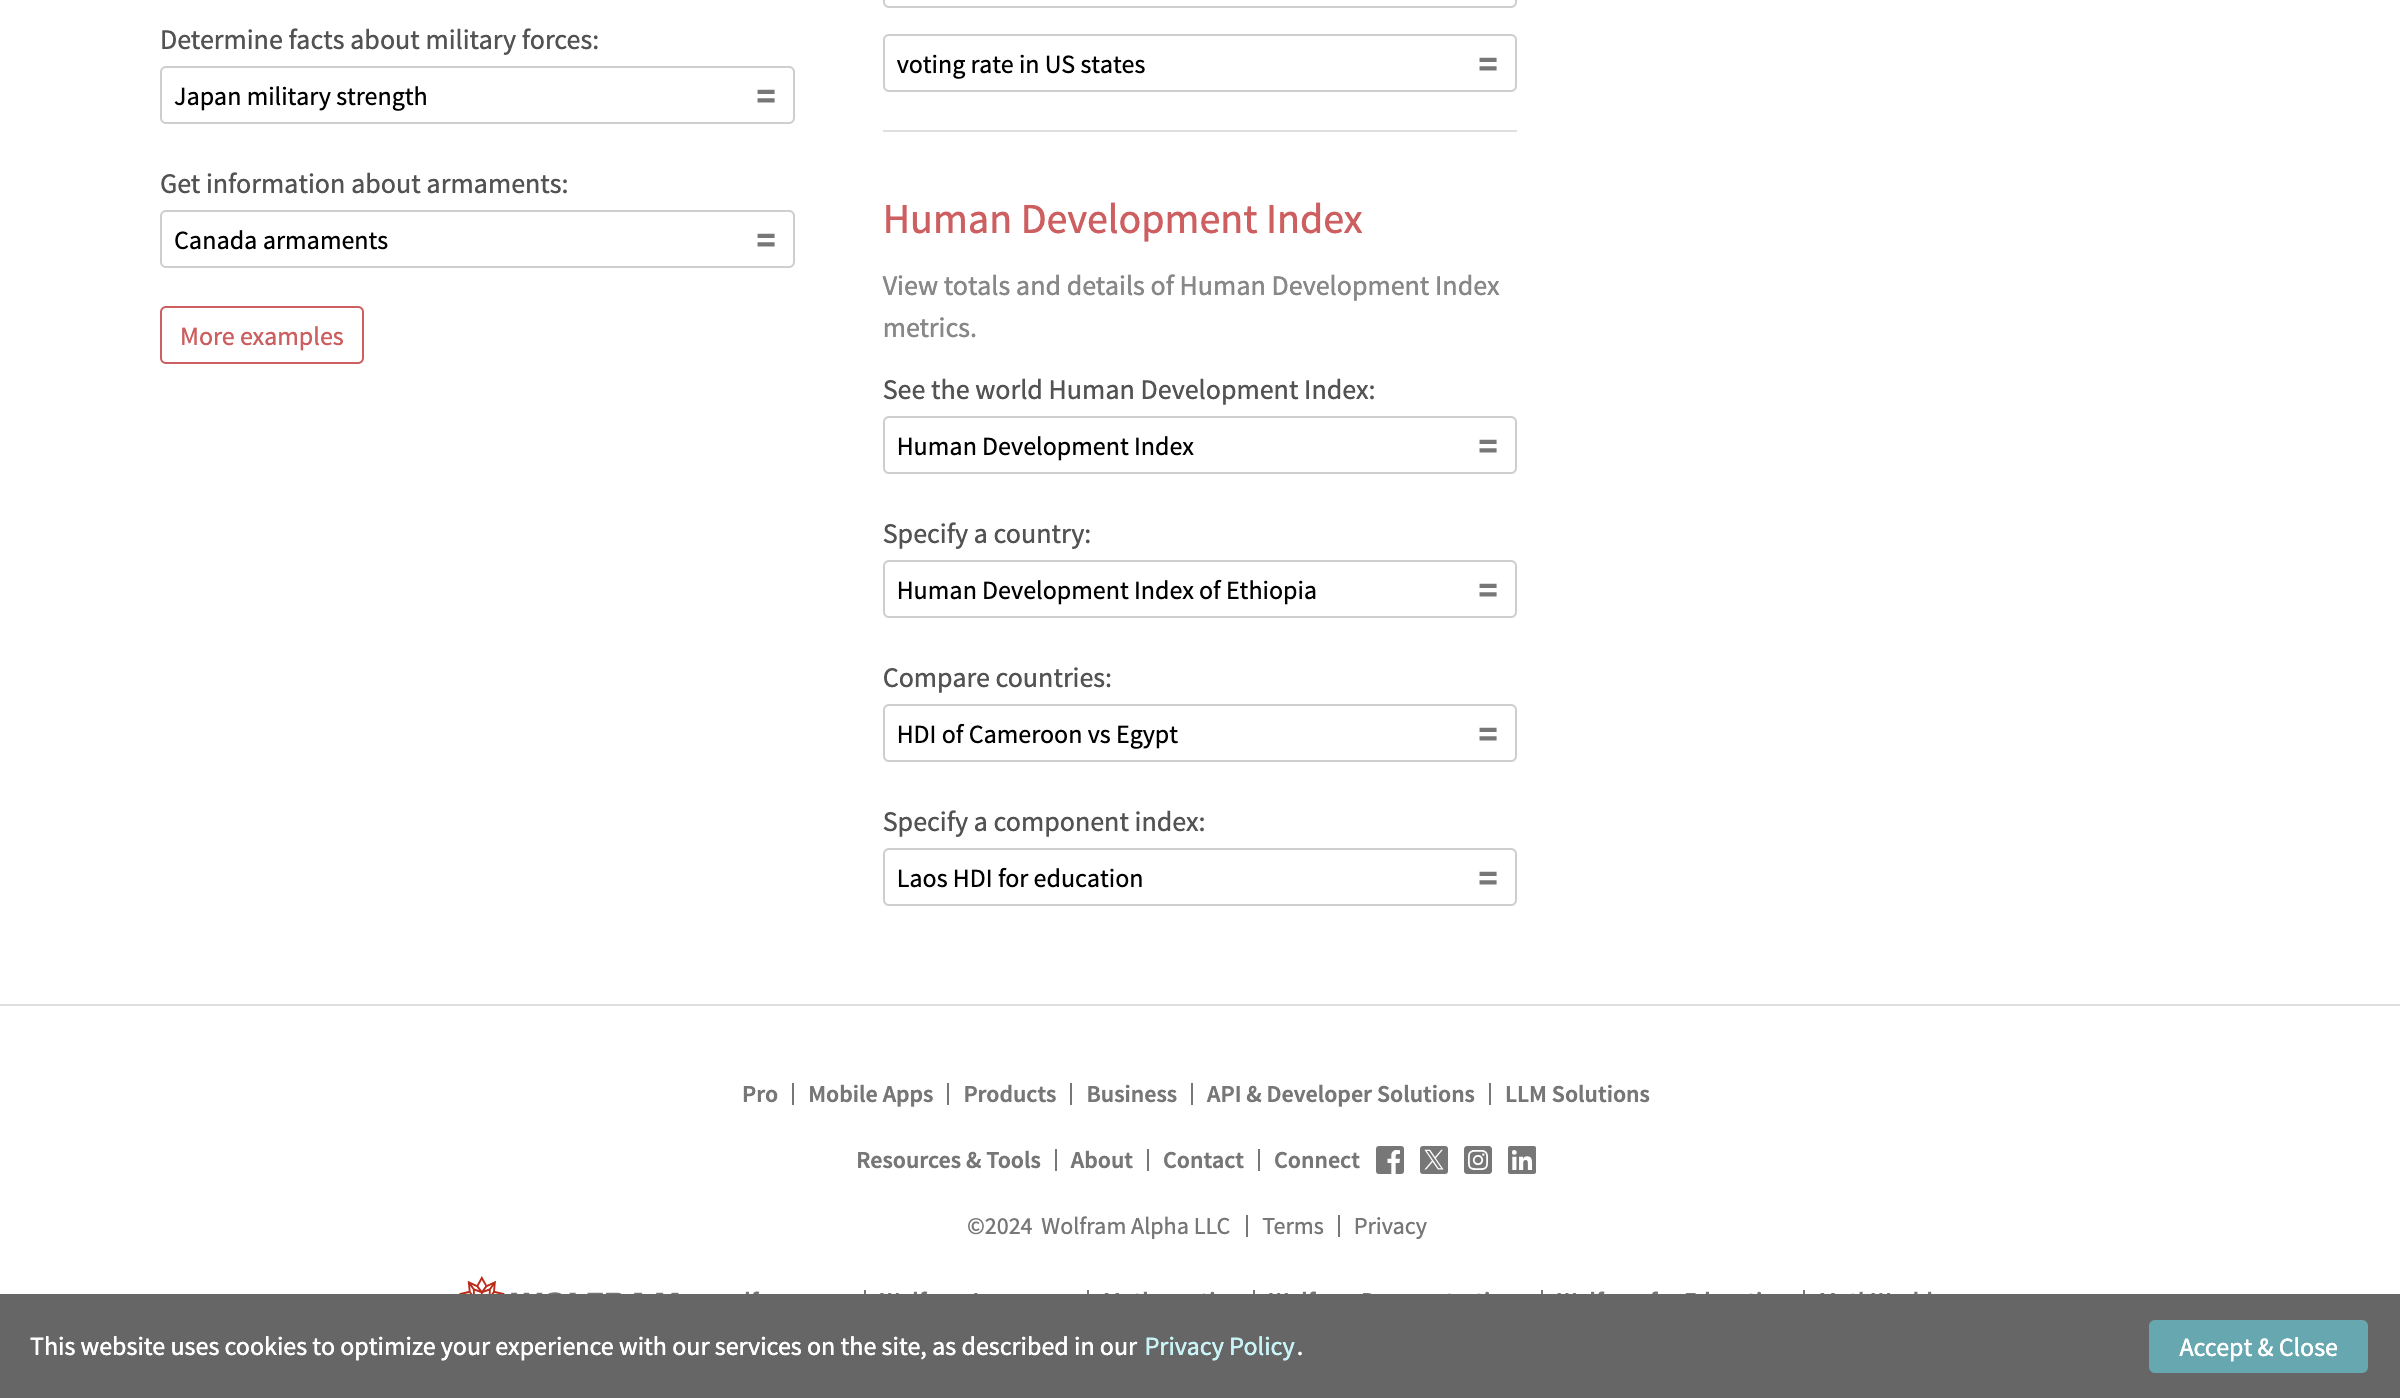 Determine facts about military forces:
Japan military strength
Get information about armaments:
Canada armaments
More examples
voting rate in US states
Human Development Index
View totals and details of Human Development Index
metrics.
See the world Human Development Index:
Human Development Index
Specify a country:
Human Development Index of Ethiopia
Compare countries:
HDI of Cameroon vs Egypt
Specify a component index:
Laos HDI for education
Pro | Mobile Apps | Products | Business | API & Developer Solutions | LLM Solutions
Resources & Tools | About | Contact | Connect
©2024 Wolfram Alpha LLC | Terms | Privacy
This website uses cookies to optimize your experience with our services on the site, as described in our Privacy Policy.
Accept & Close